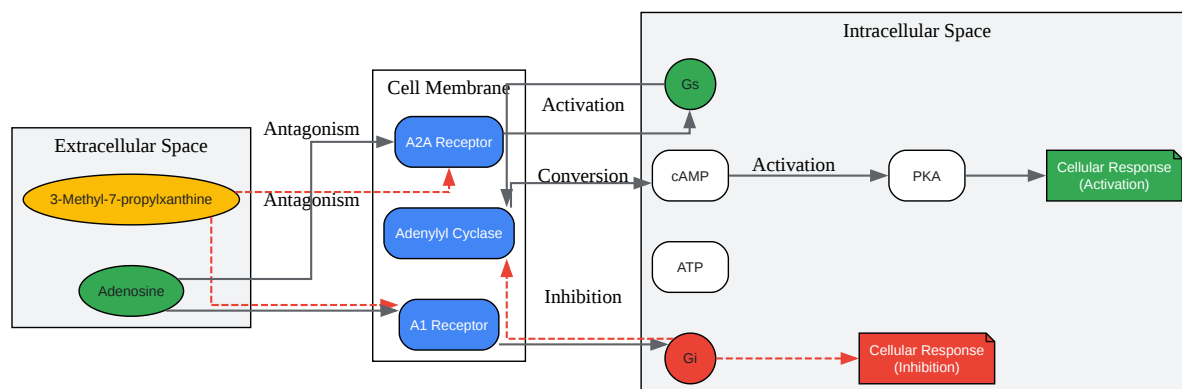 Intracellular Space
Cell Membrane
Gs
Activation
Antagonism
A2A Receptor
Extracellular Space
Cellular Response
(Activation)
Activation
cAMP
PKA
Conversion
3-Methyl-7-propylxanthine
Antagonism
Adenylyl Cyclase
ATP
Adenosine
Inhibition
A1 Receptor
Gi
Cellular Response
(Inhibition)